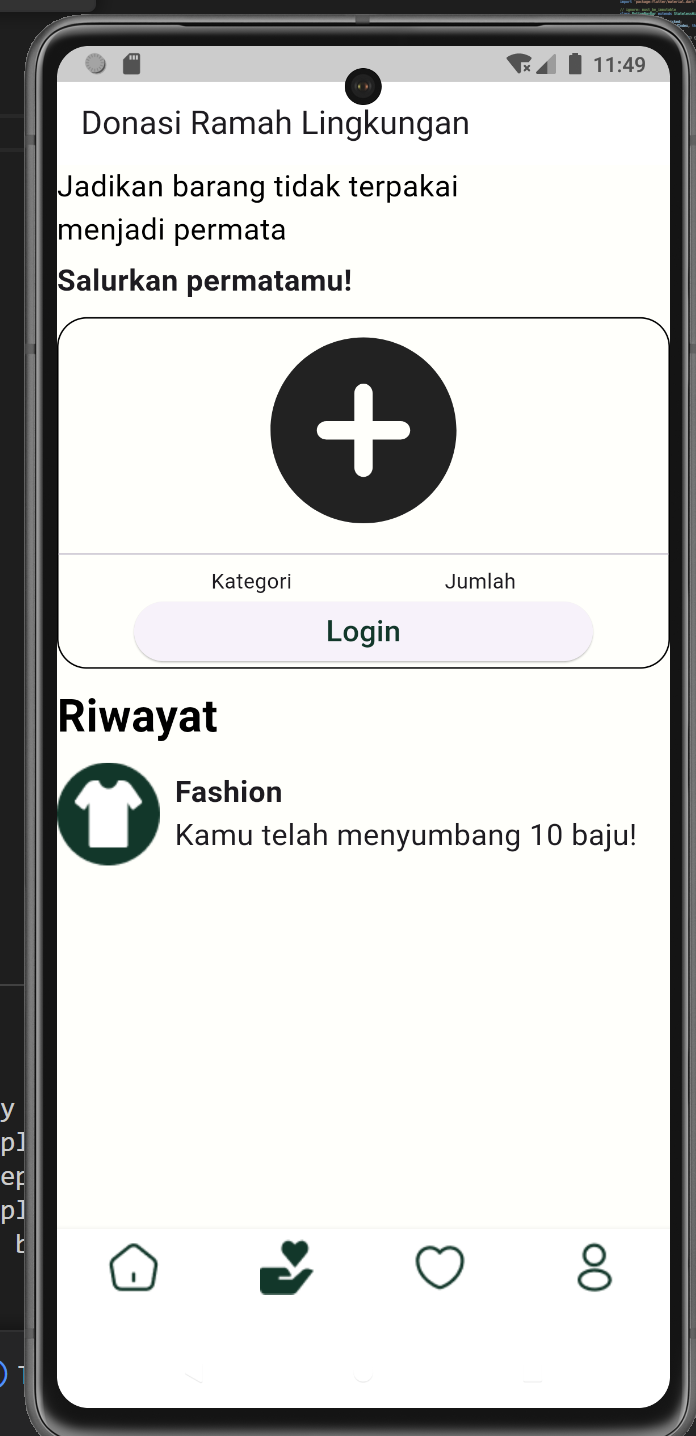 11:49
Donasi Ramah Lingkungan
Jadikan barang tidak terpakai
menjadi permata
Salurkan permatamu!
Kategori Jumlah
Login
Riwayat
Fashion
Kamu telah menyumbang 10 baju!